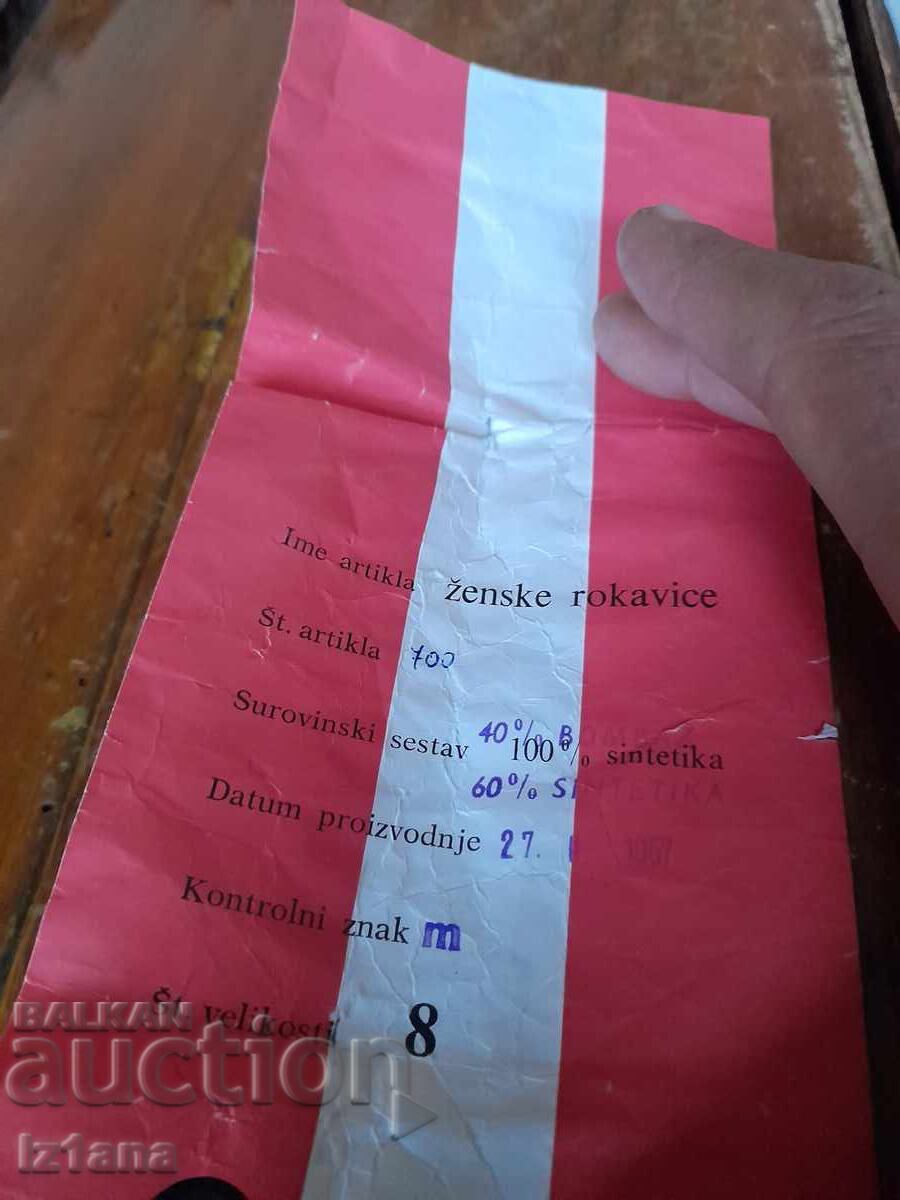 Ime artikla ženske rokavice
Št. artikla 700
Surovinski sestav 40% 100% sintetika
60% SINTETIKA
Datum proizvodnje 27. 1967
Kontrolni znak m
Št. velikosti 8
BALKAN
auction
iz1ana